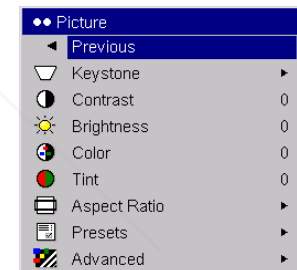 Picture
Previous
Keystone
Contrast 0
Brightness 0
Color 0
Tint 0
Aspect Ratio
Presets
Advanced